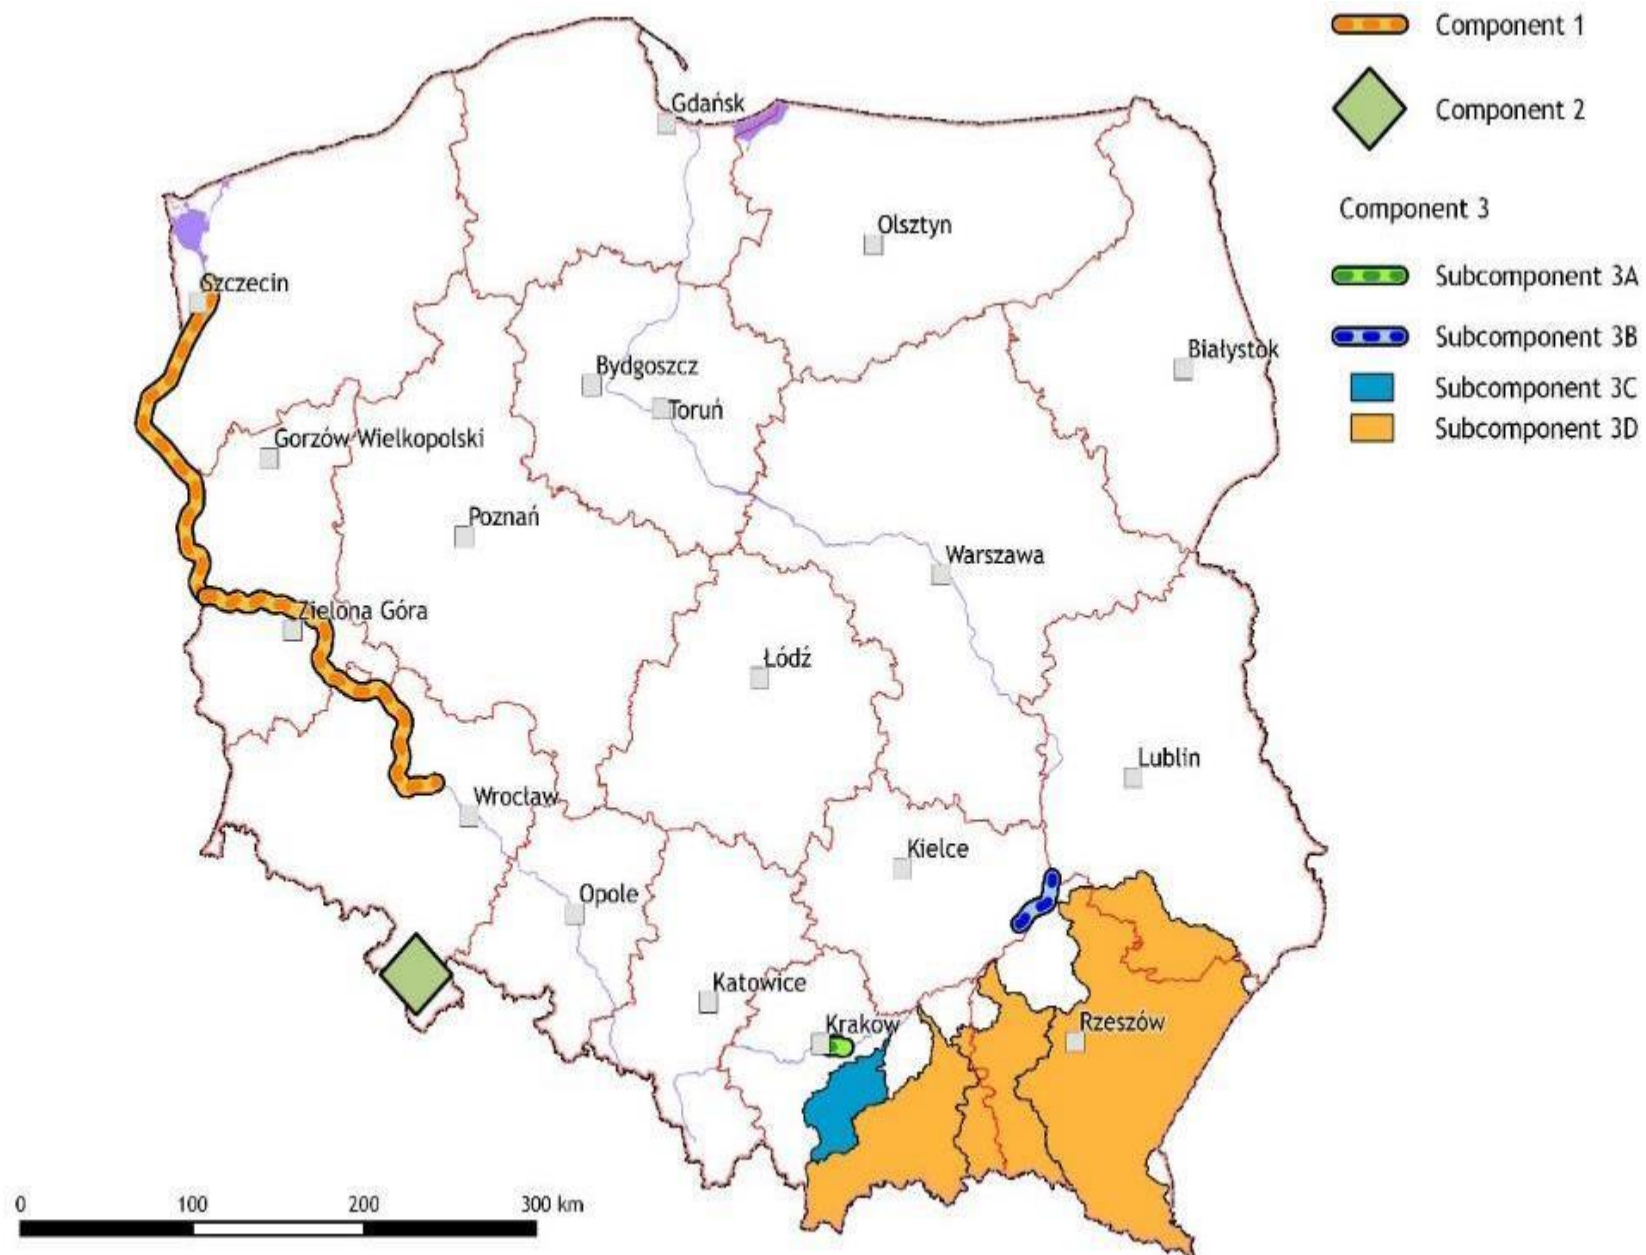 Component 1
Gdańsk
Component 2
Component 3
Olsztyn
Subcomponent 3A
Szczecin
Subcomponent 3B
Białystok
Bydgoszcz
Subcomponent 3C
Toruń
Subcomponent 3D
Gorzów Wielkopolski
Poznań
Warszawa
Zielona Góra
Łódź
Lublin
Wrocław
Kielce
Opole
Katowice
Kraków
Rzeszów
0 100 200 300 km